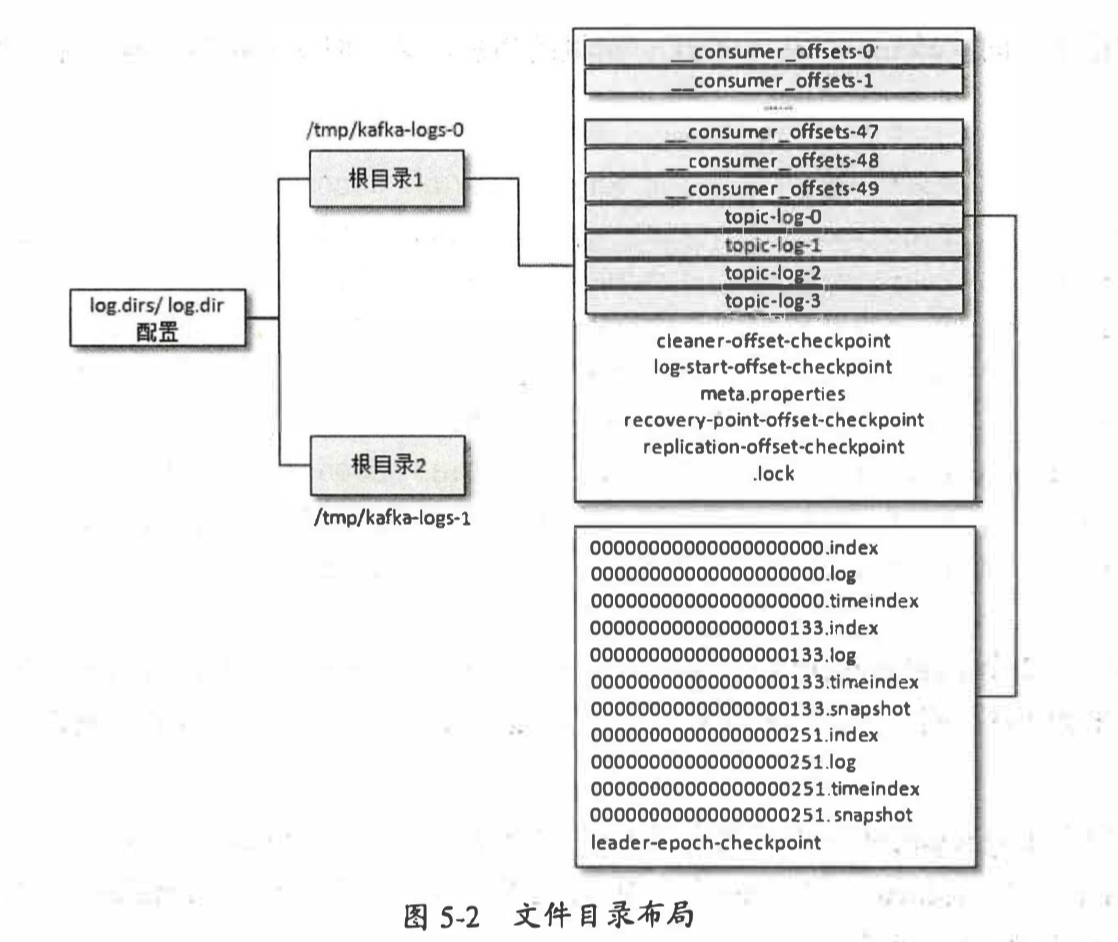 __consumer_offsets-0
__consumer_offsets-1
......
/tmp/kafka-logs-0
根目录1
__consumer_offsets-47
__consumer_offsets-48
__consumer_offsets-49
topic-log-0
topic-log-1
topic-log-2
topic-log-3
log.dirs/ log.dir
配置
cleaner-offset-checkpoint
log-start-offset-checkpoint
meta.properties
recovery-point-offset-checkpoint
replication-offset-checkpoint
.lock
根目录2
/tmp/kafka-logs-1
00000000000000000000.index
00000000000000000000.log
00000000000000000000.timeindex
00000000000000000133.index
00000000000000000133.log
00000000000000000133.timeindex
00000000000000000133.snapshot
00000000000000000251.index
00000000000000000251.log
00000000000000000251.timeindex
00000000000000000251.snapshot
leader-epoch-checkpoint
图 5-2 文件目录布局